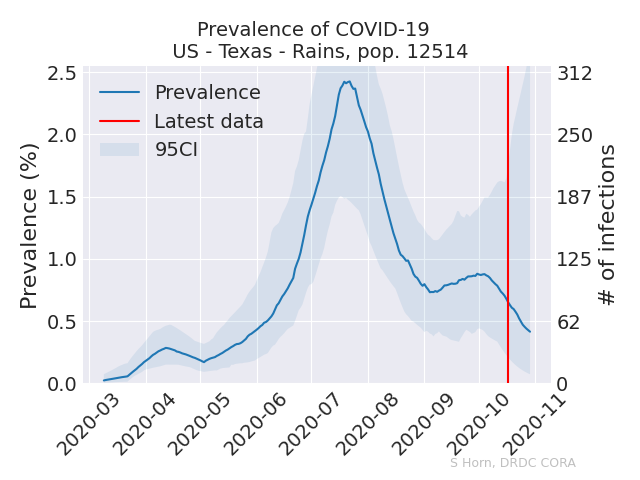 Prevalence of COVID-19
US - Texas - Rains, pop. 12514
2.5
2.0
1.5
1.0
0.5
0.0
Prevalence (%)
Prevalence
Latest data
95CI
312
250
187
125
62
0
# of infections
2020-03
2020-04
2020-05
2020-06
2020-07
2020-08
2020-09
2020-10
2020-11
S Horn, DRDC CORA